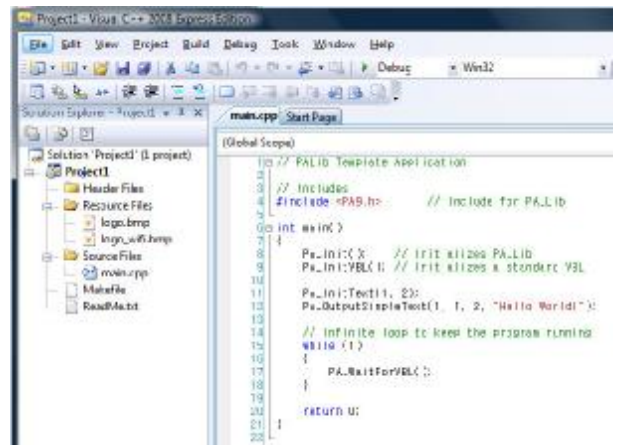 Project1 - Visual C++ 2008 Express Edition
File Edit View Project Build Debug Tools Window Help
Debug Win32
Solution Explorer - Project1
main.cpp Start Page
(Global Scope)
Solution 'Project1' (1 project)
Project1
Header Files
Resource Files
logo.bmp
logo_wifi.bmp
Source Files
main.cpp
Makefile
ReadMe.txt
1 // PALib Template Application
2
3 // Includes
4 #include <PA9.h> // Include for PA_Lib
5
6 int main()
7 {
8 PA_Init(); // Initializes PA_Lib
9 PA_InitVBL(); // Initializes a standard VBL
10
11 PA_InitText(1, 2);
12 PA_OutputSimpleText(1, 1, 2, "Hello World!");
13
14 // Infinite loop to keep the program running
15 while (1)
16 {
17 PA_WaitForVBL();
18 }
19
20 return 0;
21 }
22